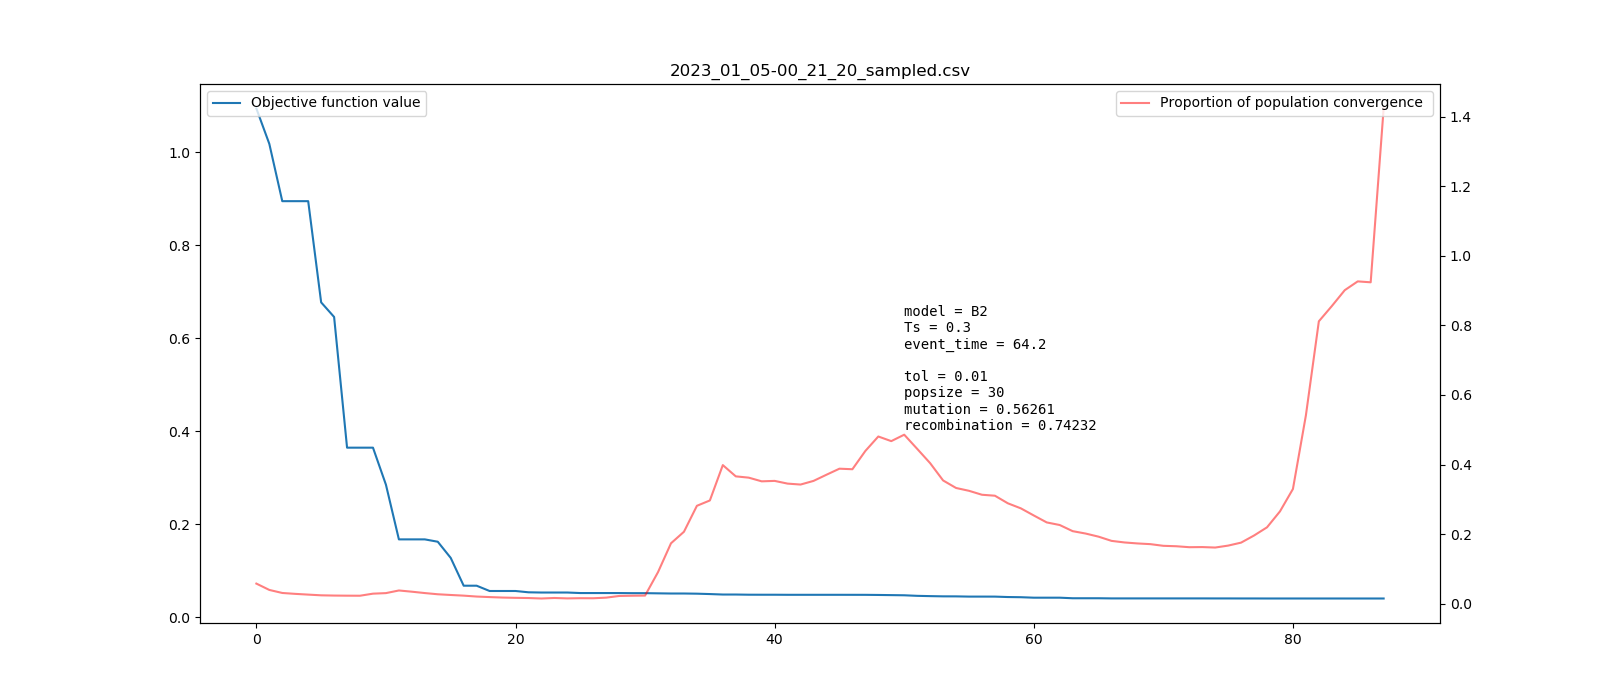 2023_01_05-00_21_20_sampled.csv
Objective function value
Proportion of population convergence
1.0
0.8
0.6
0.4
0.2
0.0
model = B2
Ts = 0.3
event_time = 64.2
tol = 0.01
popsize = 30
mutation = 0.56261
recombination = 0.74232
1.4
1.2
1.0
0.8
0.6
0.4
0.2
0.0
0 20 40 60 80